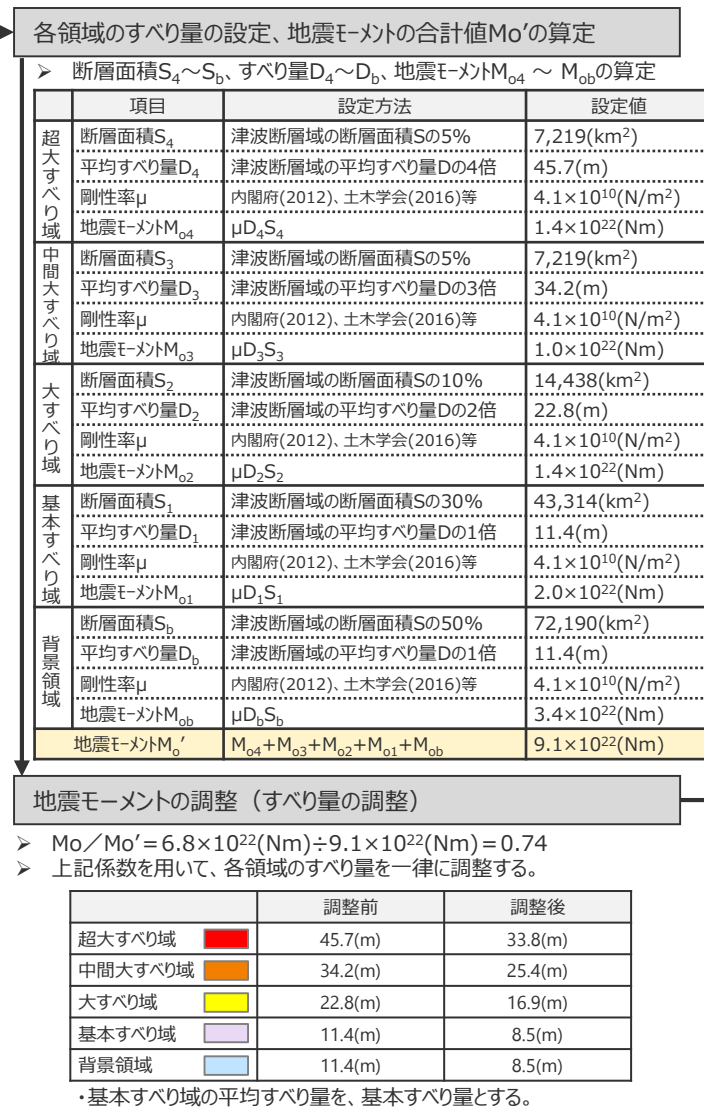 各領域のすべり量の設定、地震ﾓｰﾒﾝﾄの合計値Mo’の算定
➢ 断層面積S₄～S_b、すべり量D₄～D_b、地震ﾓｰﾒﾝﾄM_o4 ～ M_obの算定
項目 設定方法 設定値
超大すべり域
断層面積S₄ 津波断層域の断層面積Sの5% 7,219(km²)
平均すべり量D₄ 津波断層域の平均すべり量Dの4倍 45.7(m)
剛性率μ 内閣府(2012)、土木学会(2016)等 4.1×10¹⁰(N/m²)
地震ﾓｰﾒﾝﾄM_o4 μD₄S₄ 1.4×10²²(Nm)
中間大すべり域
断層面積S₃ 津波断層域の断層面積Sの5% 7,219(km²)
平均すべり量D₃ 津波断層域の平均すべり量Dの3倍 34.2(m)
剛性率μ 内閣府(2012)、土木学会(2016)等 4.1×10¹⁰(N/m²)
地震ﾓｰﾒﾝﾄM_o3 μD₃S₃ 1.0×10²²(Nm)
大すべり域
断層面積S₂ 津波断層域の断層面積Sの10% 14,438(km²)
平均すべり量D₂ 津波断層域の平均すべり量Dの2倍 22.8(m)
剛性率μ 内閣府(2012)、土木学会(2016)等 4.1×10¹⁰(N/m²)
地震ﾓｰﾒﾝﾄM_o2 μD₂S₂ 1.4×10²²(Nm)
基本すべり域
断層面積S₁ 津波断層域の断層面積Sの30% 43,314(km²)
平均すべり量D₁ 津波断層域の平均すべり量Dの1倍 11.4(m)
剛性率μ 内閣府(2012)、土木学会(2016)等 4.1×10¹⁰(N/m²)
地震ﾓｰﾒﾝﾄM_o1 μD₁S₁ 2.0×10²²(Nm)
背景領域
断層面積S_b 津波断層域の断層面積Sの50% 72,190(km²)
平均すべり量D_b 津波断層域の平均すべり量Dの1倍 11.4(m)
剛性率μ 内閣府(2012)、土木学会(2016)等 4.1×10¹⁰(N/m²)
地震ﾓｰﾒﾝﾄM_ob μD_bS_b 3.4×10²²(Nm)
地震ﾓｰﾒﾝﾄM_o’ M_o4+M_o3+M_o2+M_o1+M_ob 9.1×10²²(Nm)
地震モーメントの調整（すべり量の調整）
➢ Mo／Mo’＝6.8×10²²(Nm)÷9.1×10²²(Nm)＝0.74
➢ 上記係数を用いて、各領域のすべり量を一律に調整する。
調整前 調整後
超大すべり域 45.7(m) 33.8(m)
中間大すべり域 34.2(m) 25.4(m)
大すべり域 22.8(m) 16.9(m)
基本すべり域 11.4(m) 8.5(m)
背景領域 11.4(m) 8.5(m)
・基本すべり域の平均すべり量を、基本すべり量とする。